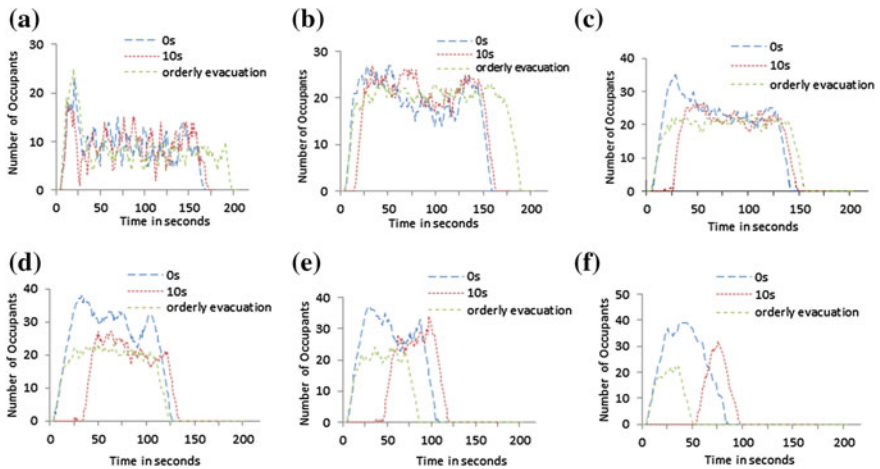 (a)
0s
10s
orderly evacuation
Number of Occupants
30
20
10
0
0 50 100 150 200
Time in seconds
(b)
0s
10s
orderly evacuation
Number of Occupants
30
20
10
0
0 50 100 150 200
Time in seconds
(c)
0s
10s
orderly evacuation
Number of Occupants
40
30
20
10
0
0 50 100 150 200
Time in seconds
(d)
0s
10s
orderly evacuation
Number of Occupants
40
30
20
10
0
0 50 100 150 200
Time in seconds
(e)
0s
10s
orderly evacuation
Number of Occupants
40
30
20
10
0
0 50 100 150 200
Time in seconds
(f)
0s
10s
orderly evacuation
Number of Occupants
50
40
30
20
10
0
0 50 100 150 200
Time in seconds